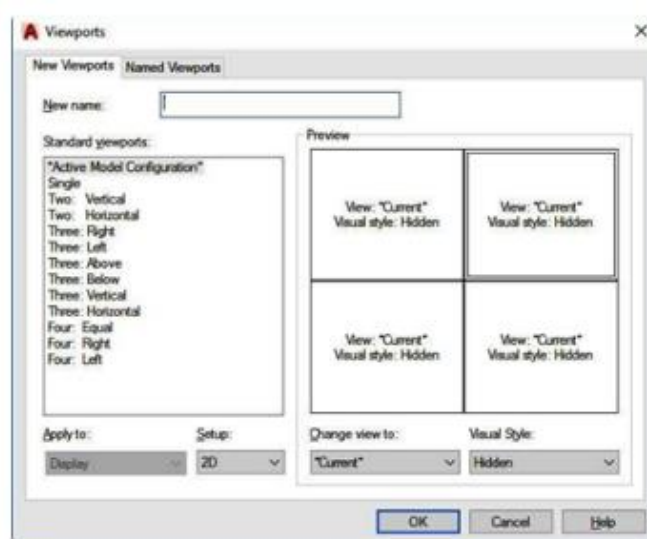 Viewports
New Viewports Named Viewports
New name:
Standard viewports:
*Active Model Configuration*
Single
Two: Vertical
Two: Horizontal
Three: Right
Three: Left
Three: Above
Three: Below
Three: Vertical
Three: Horizontal
Four: Equal
Four: Right
Four: Left
Apply to:
Display
Setup:
2D
Preview
View: *Current*
Visual style: Hidden
View: *Current*
Visual style: Hidden
View: *Current*
Visual style: Hidden
View: *Current*
Visual style: Hidden
Change view to:
*Current*
Visual Style:
Hidden
OK Cancel Help